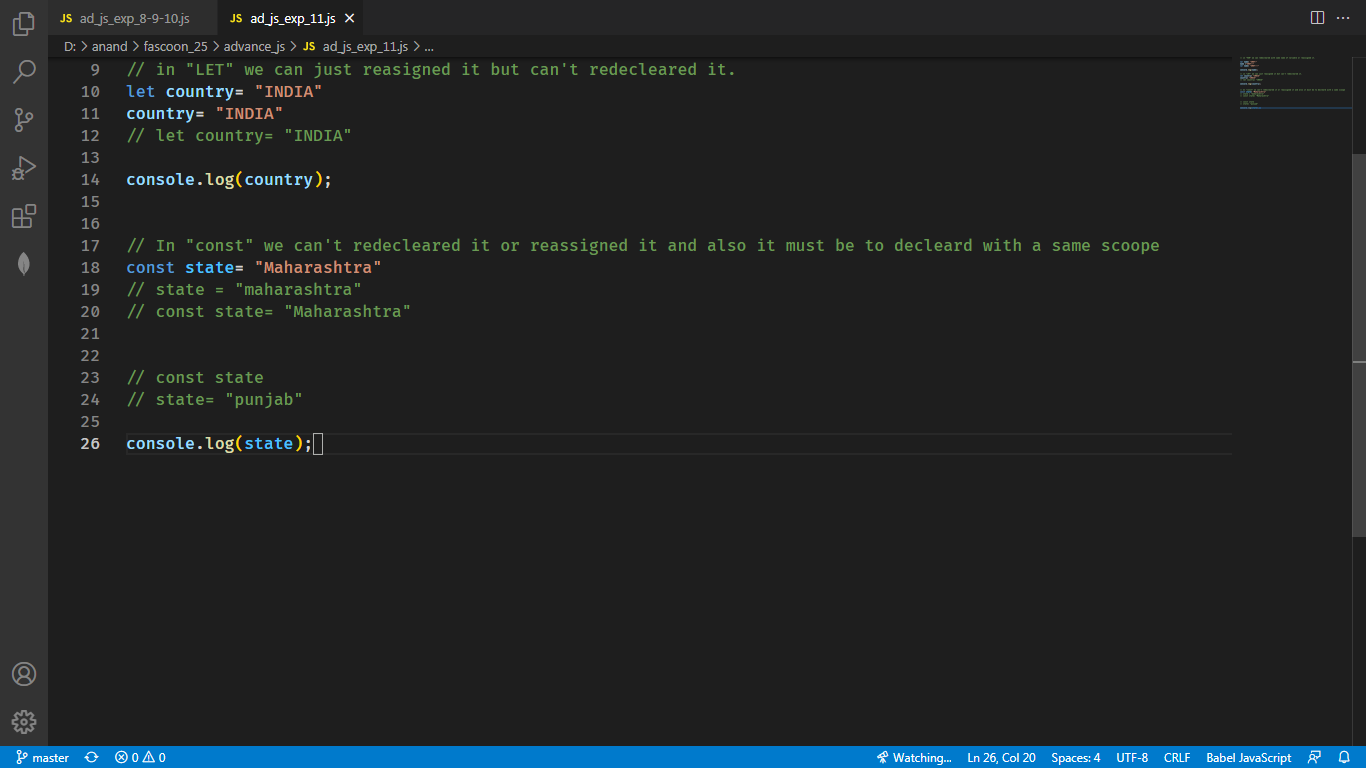 JS ad_js_exp_8-9-10.js JS ad_js_exp_11.js
D: anand fascoon_25 advance_js JS ad_js_exp_11.js ...
9 // in "LET" we can just reasigned it but can't redecleared it.
10 let country= "INDIA"
11 country= "INDIA"
12 // let country= "INDIA"
13
14 console.log(country);
15
16
17 // In "const" we can't redecleared it or reassigned it and also it must be to decleard with a same scoope
18 const state= "Maharashtra"
19 // state = "maharashtra"
20 // const state= "Maharashtra"
21
22
23 // const state
24 // state= "punjab"
25
26 console.log(state);
master 0 0 Watching... Ln 26, Col 20 Spaces: 4 UTF-8 CRLF Babel JavaScript